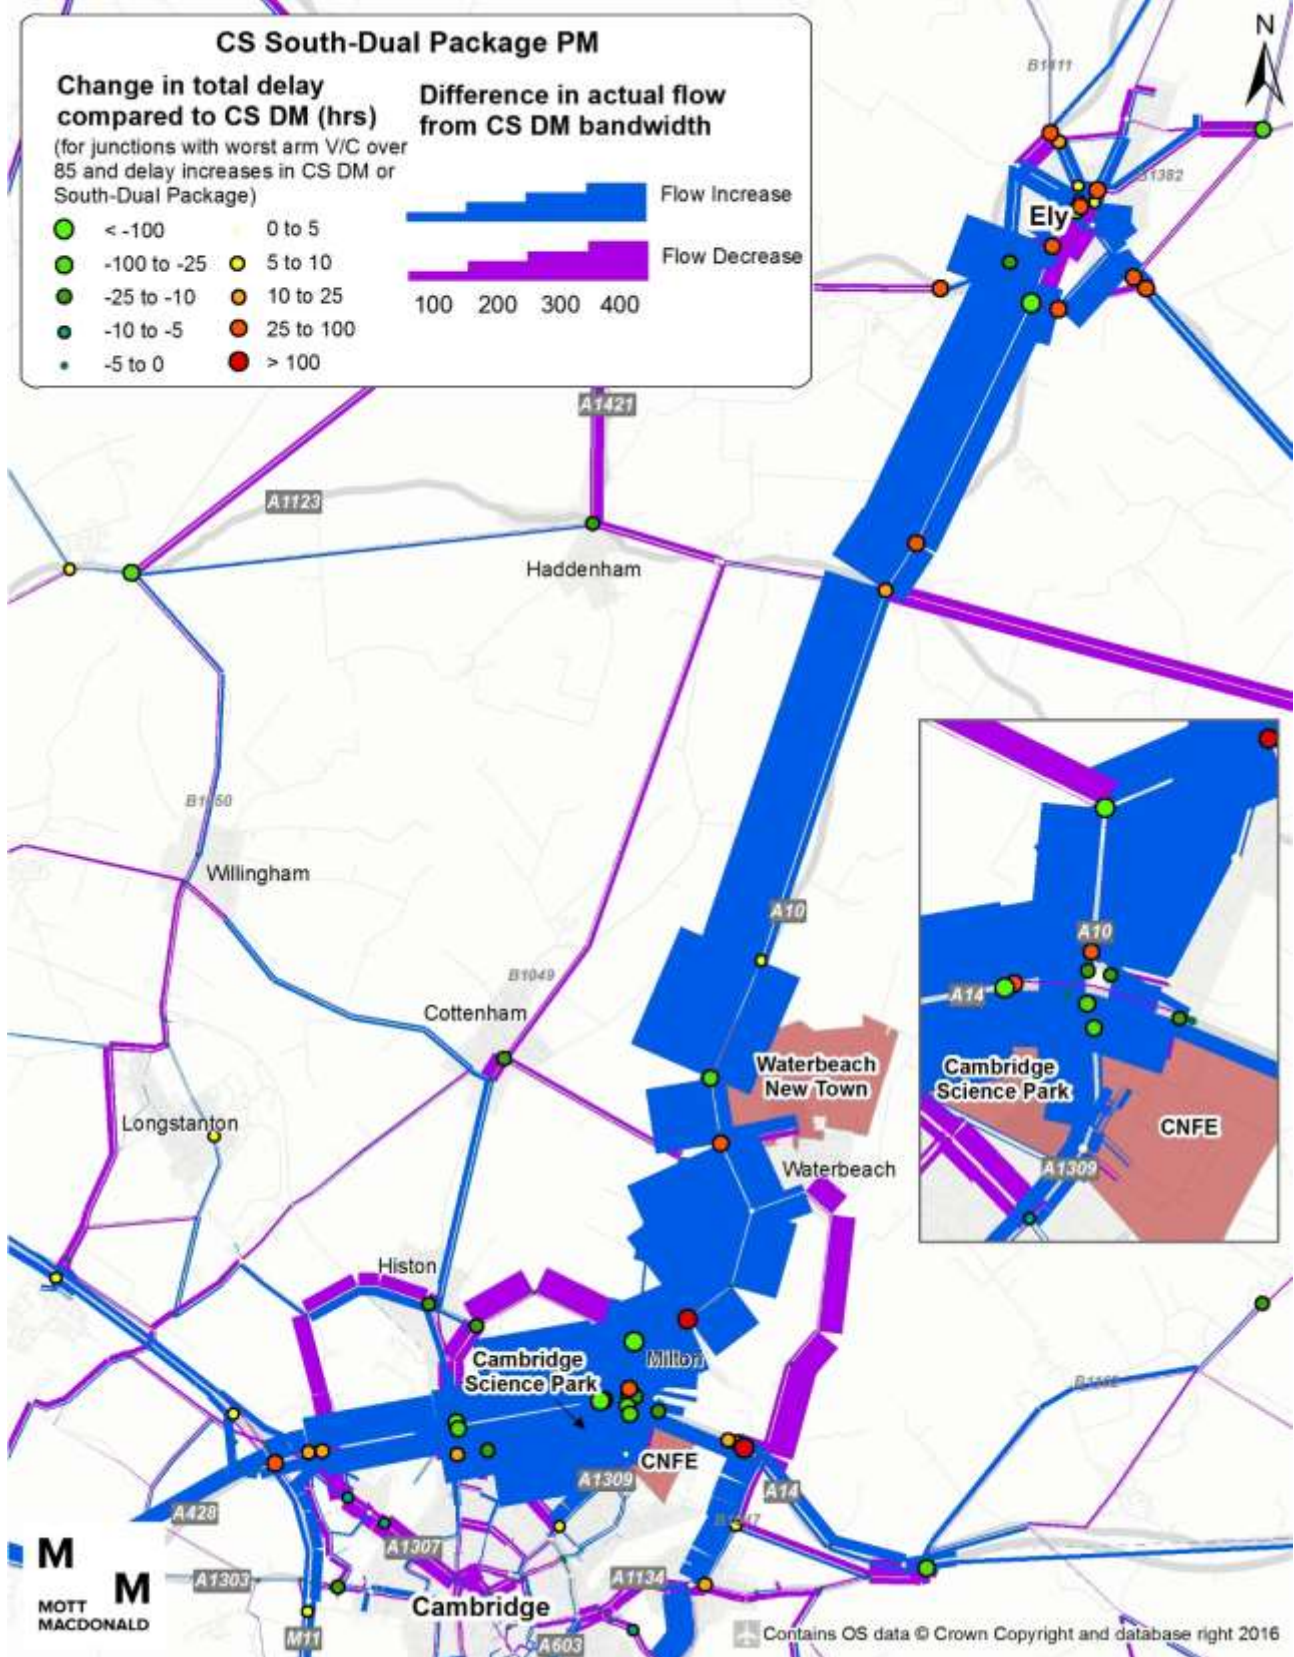 CS South-Dual Package PM
Change in total delay
compared to CS DM (hrs)
(for junctions with worst arm V/C over
85 and delay increases in CS DM or
South-Dual Package)
< -100
-100 to -25
-25 to -10
-10 to -5
-5 to 0
0 to 5
5 to 10
10 to 25
25 to 100
> 100
Difference in actual flow
from CS DM bandwidth
Flow Increase
Flow Decrease
100 200 300 400
N
B1411
B1382
Ely
A1421
A1123
Haddenham
B1050
Willingham
A10
B1049
Cottenham
Waterbeach
New Town
Longstanton
Waterbeach
Histon
Cambridge
Science Park
Milton
CNFE
A1309
A14
A428
A1307
A1303
A1134
Cambridge
M11
A603
A10
A14
Cambridge
Science Park
CNFE
A1309
M
M
MOTT
MACDONALD
Contains OS data © Crown Copyright and database right 2016